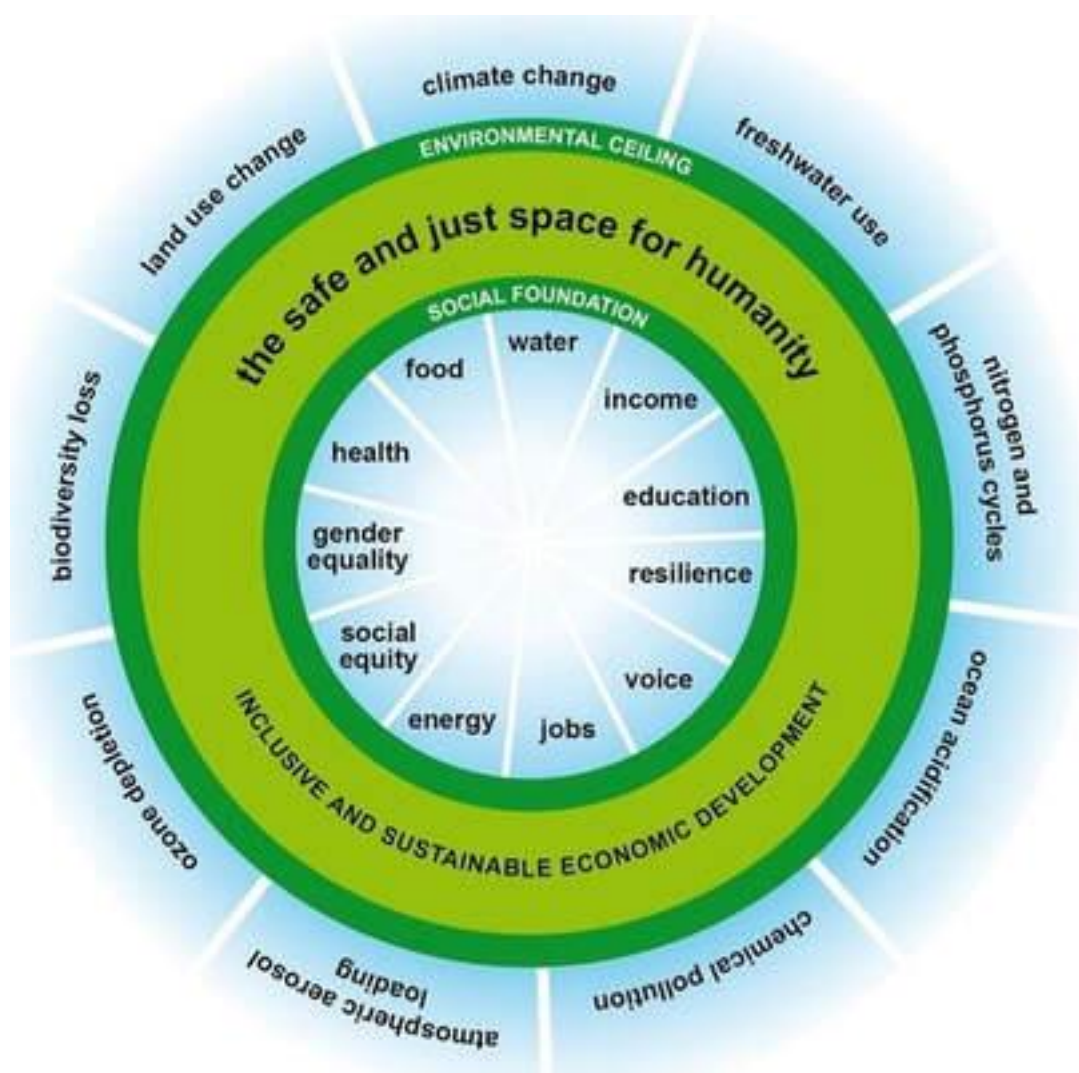 climate change
freshwater use
nitrogen and
phosphorus cycles
ocean acidification
chemical pollution
atmospheric aerosol
loading
ozone depletion
biodiversity loss
land use change
ENVIRONMENTAL CEILING
the safe and just space for humanity
SOCIAL FOUNDATION
water
income
education
resilience
voice
jobs
energy
social
equity
gender
equality
health
food
INCLUSIVE AND SUSTAINABLE ECONOMIC DEVELOPMENT